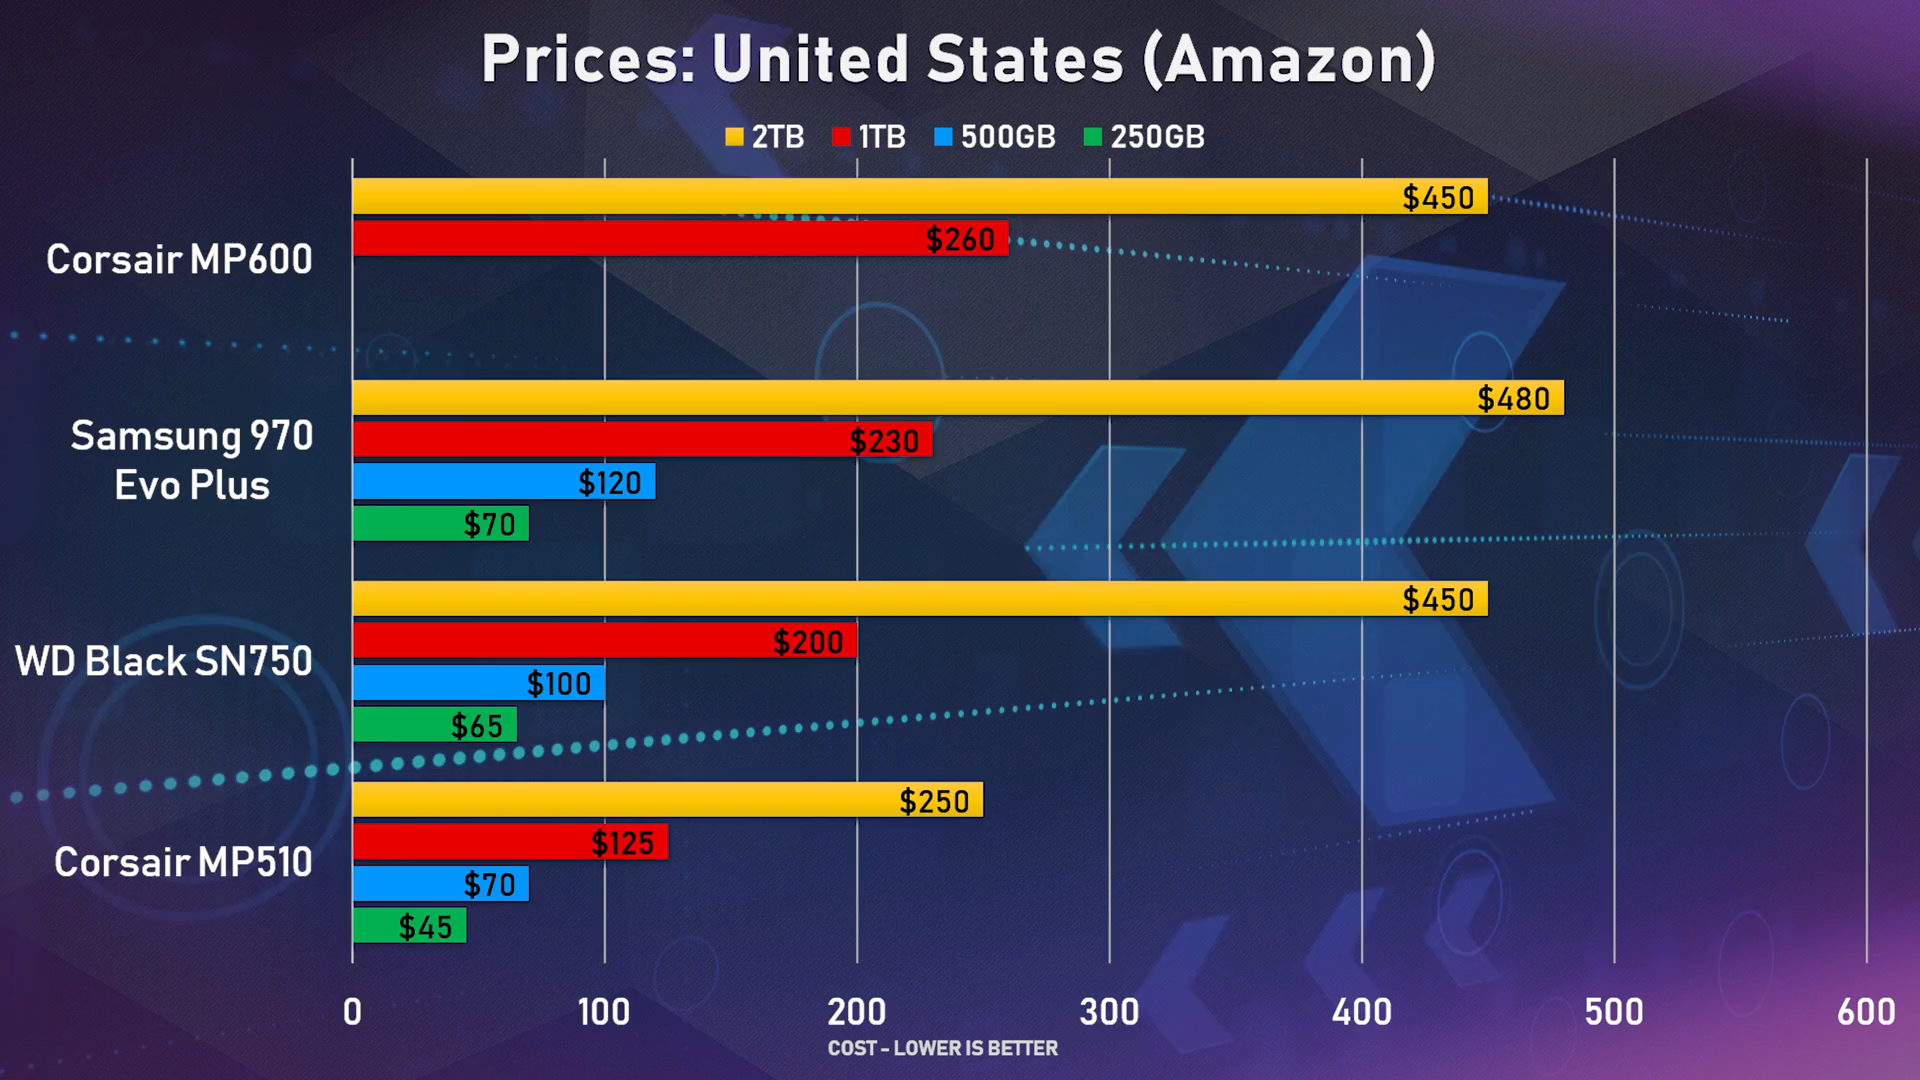 Prices: United States (Amazon)
2TB 1TB 500GB 250GB
Corsair MP600
$450
$260
Samsung 970
Evo Plus
$480
$230
$120
$70
WD Black SN750
$450
$200
$100
$65
Corsair MP510
$250
$125
$70
$45
0 100 200 300 400 500 600
COST - LOWER IS BETTER